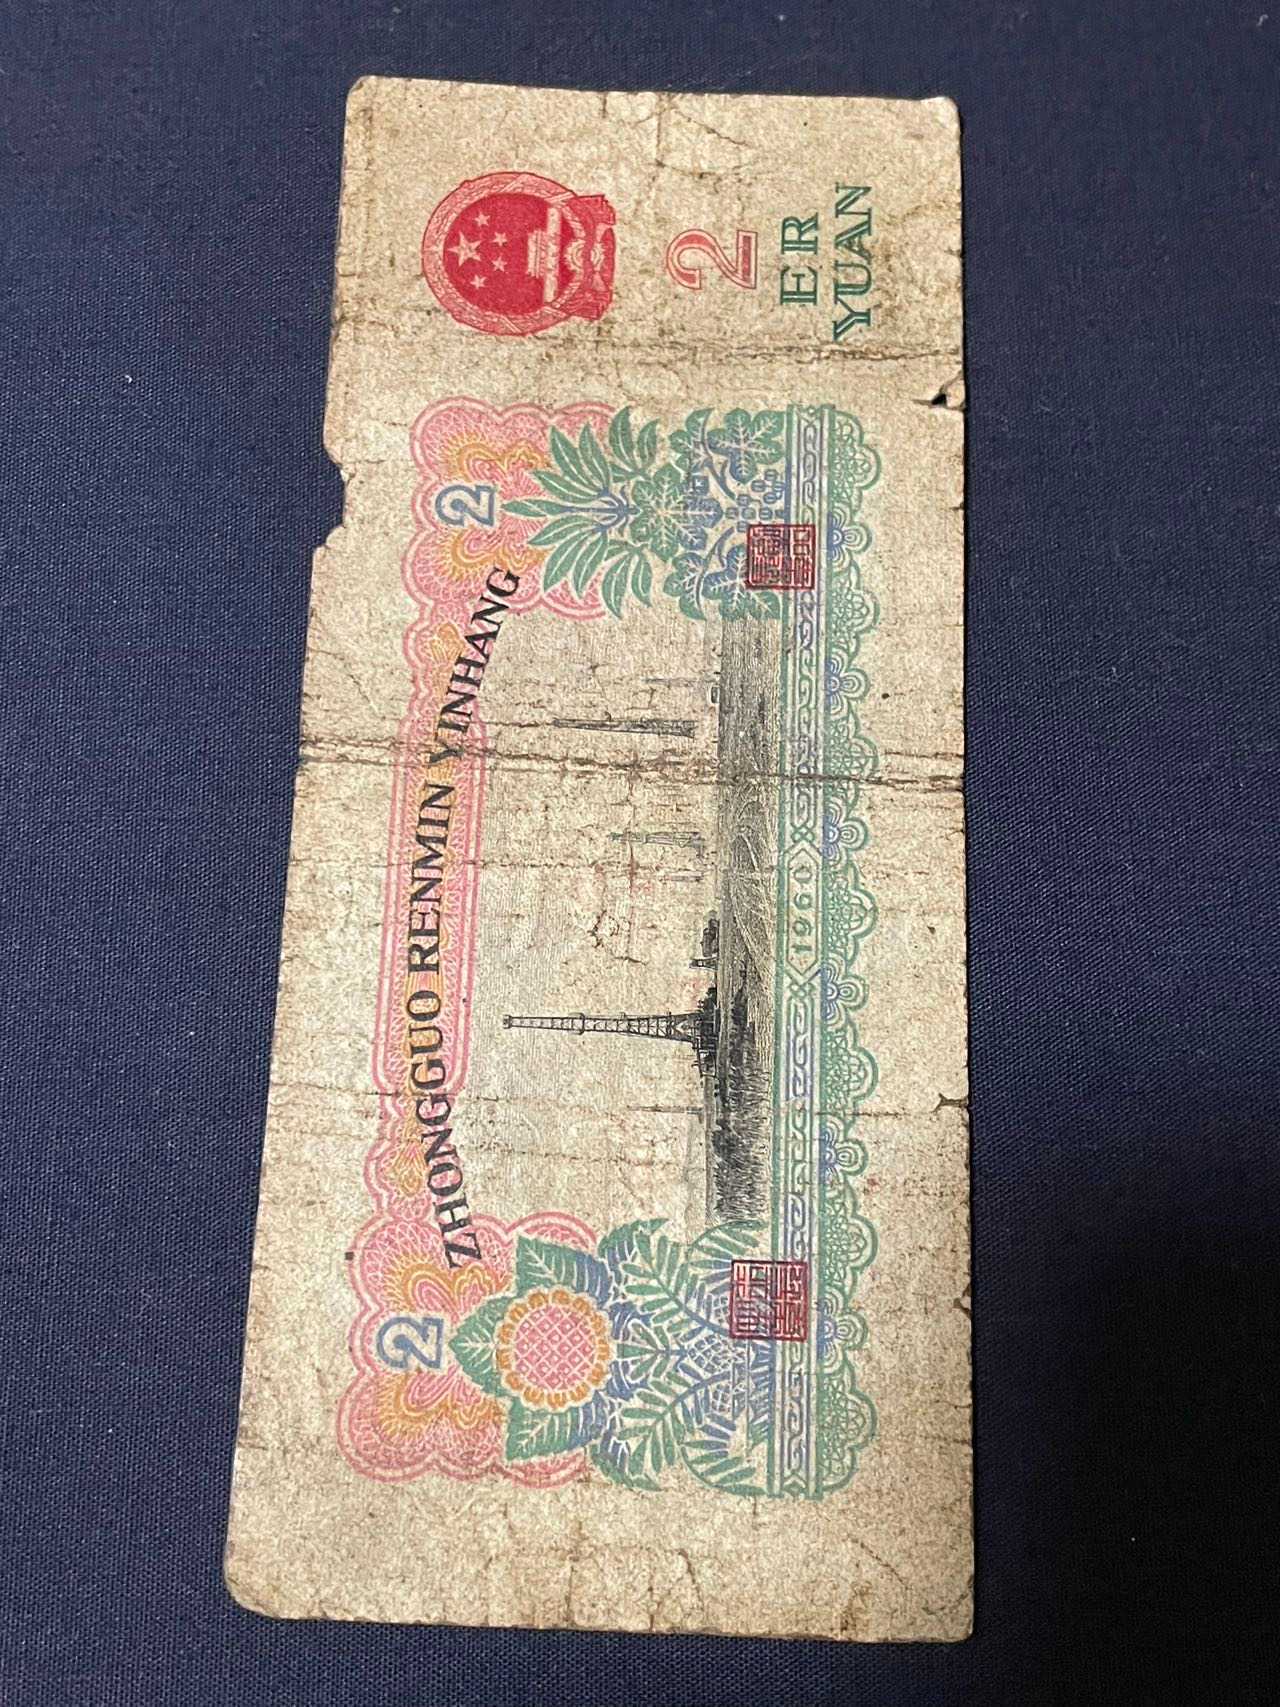 ZHONGGUO RENMIN YINHANG
2
2
2
ER
YUAN
1960